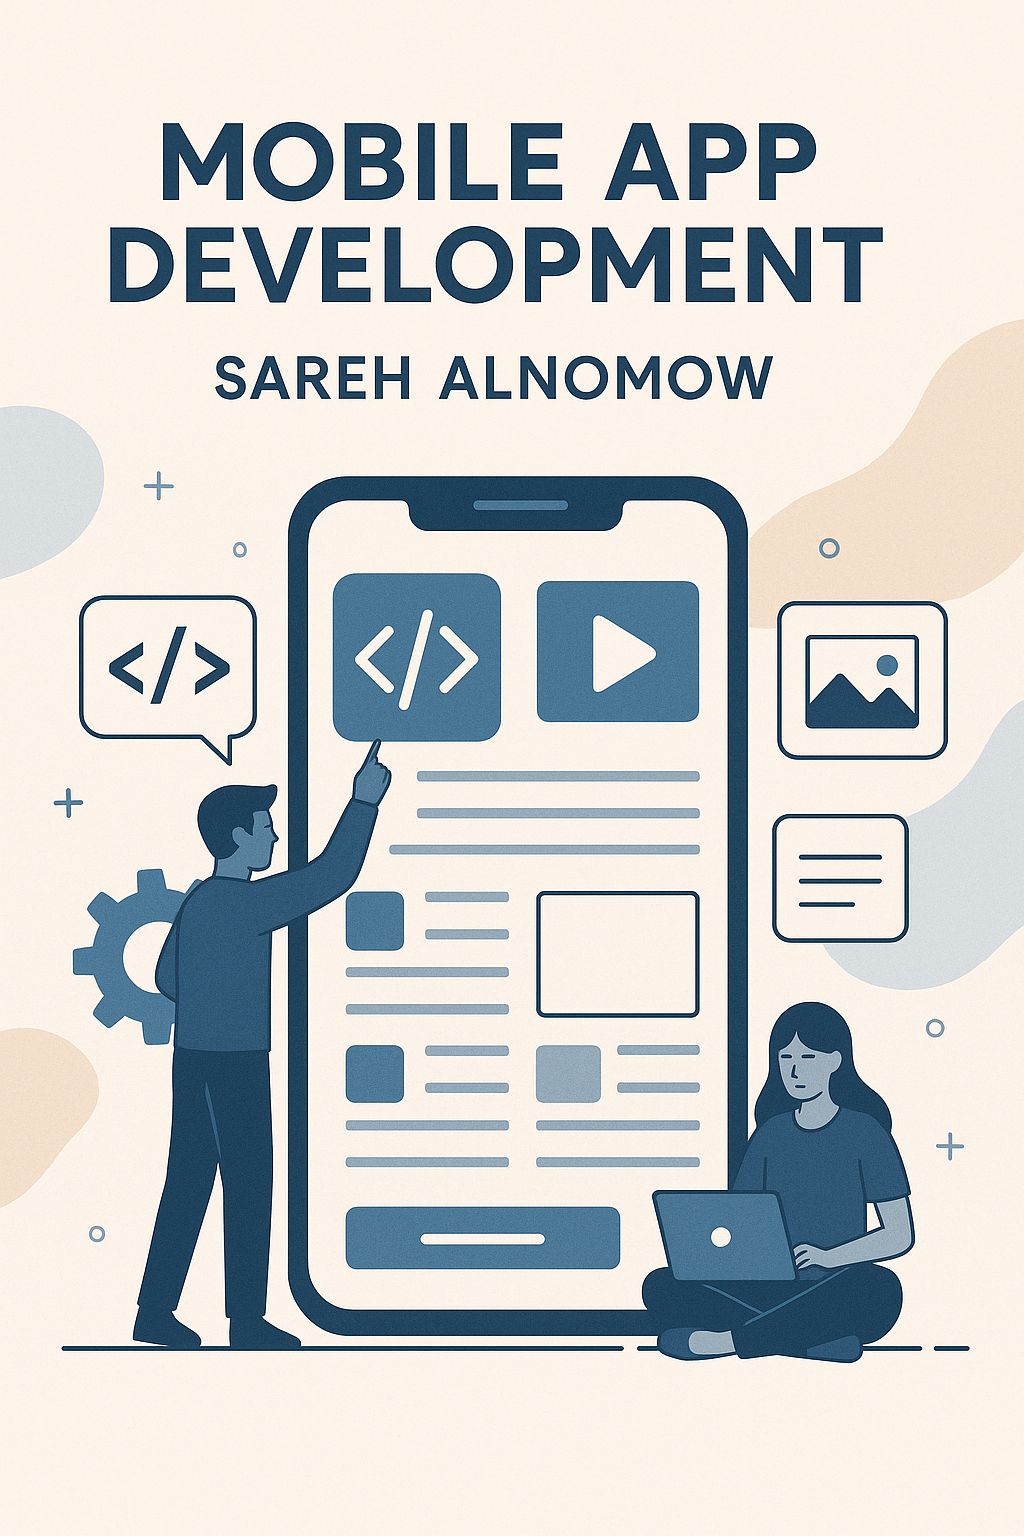 MOBILE APP
DEVELOPMENT
SAREH ALNOMOW
</>
</>